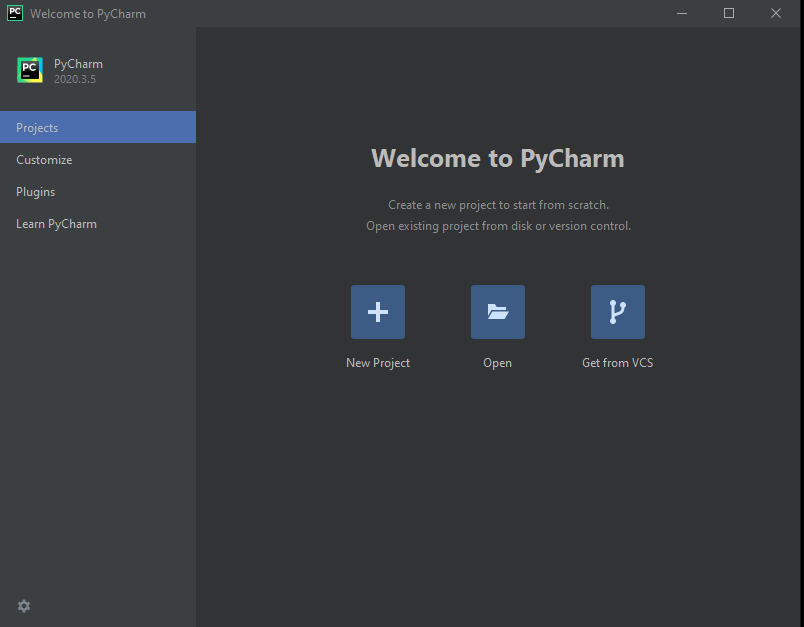 PC Welcome to PyCharm
PC
PyCharm
2020.3.5
Projects
Customize
Plugins
Learn PyCharm
Welcome to PyCharm
Create a new project to start from scratch.
Open existing project from disk or version control.
New Project
Open
Get from VCS